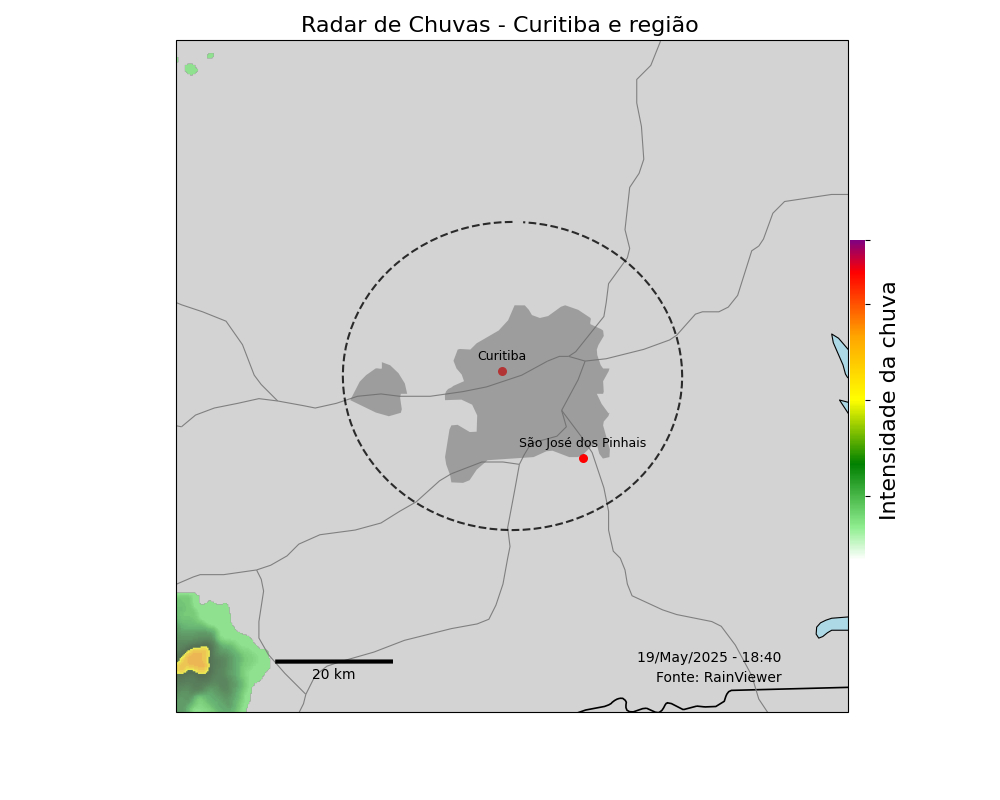 Radar de Chuvas - Curitiba e região
Curitiba
São José dos Pinhais
Intensidade da chuva
20 km
19/May/2025 - 18:40
Fonte: RainViewer